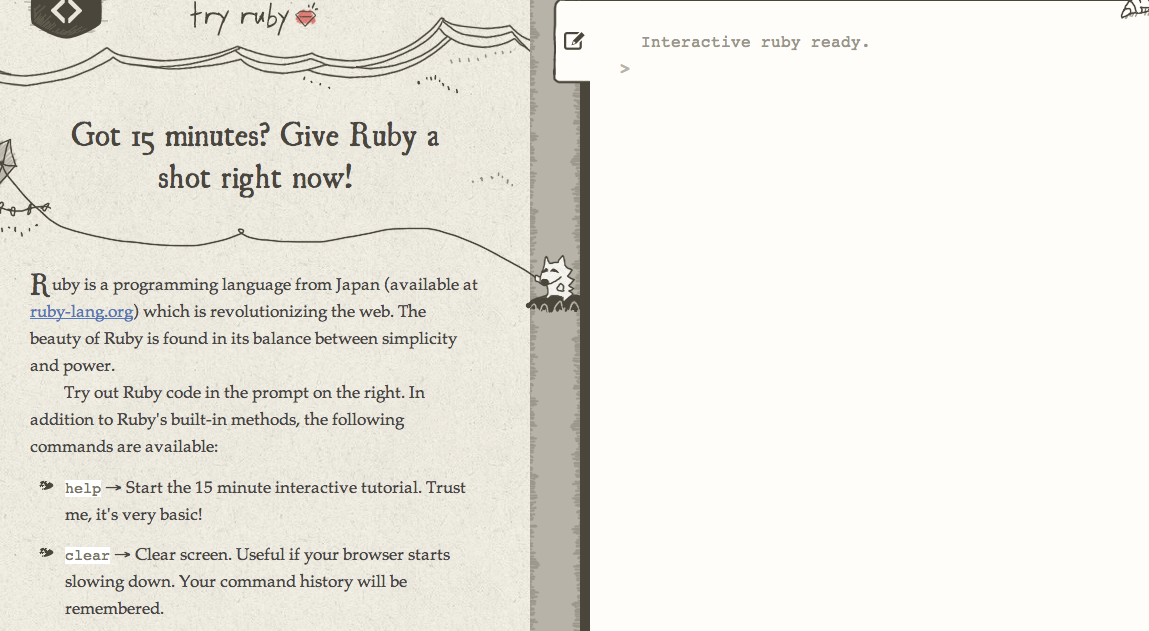 try ruby
Got 15 minutes? Give Ruby a
shot right now!
Ruby is a programming language from Japan (available at
ruby-lang.org) which is revolutionizing the web. The
beauty of Ruby is found in its balance between simplicity
and power.
Try out Ruby code in the prompt on the right. In
addition to Ruby's built-in methods, the following
commands are available:
help → Start the 15 minute interactive tutorial. Trust
me, it's very basic!
clear → Clear screen. Useful if your browser starts
slowing down. Your command history will be
remembered.
Interactive ruby ready.
>